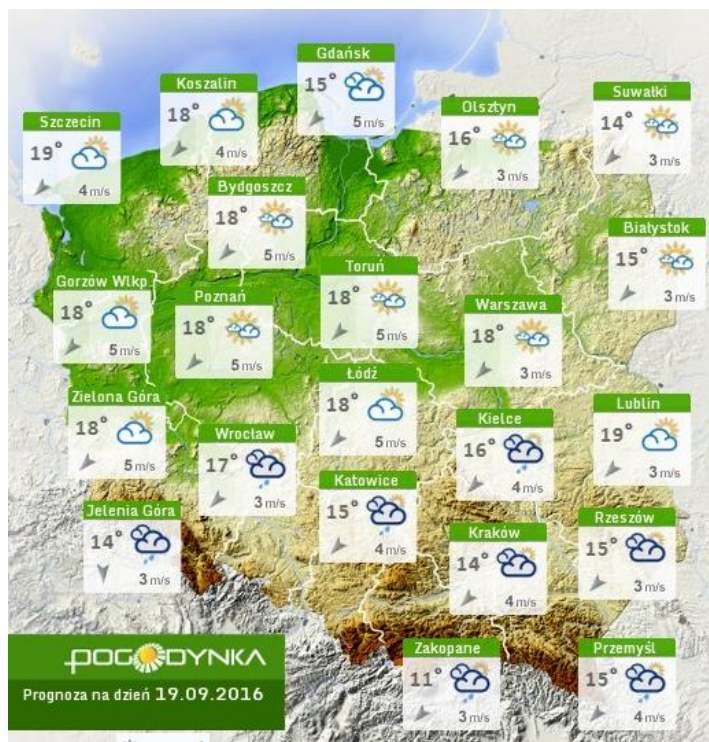 Gdańsk
15°
5 m/s
Koszalin
18°
4 m/s
Suwałki
14°
3 m/s
Olsztyn
16°
3 m/s
Szczecin
19°
4 m/s
Bydgoszcz
18°
5 m/s
Białystok
15°
3 m/s
Toruń
18°
5 m/s
Gorzów Wlkp
18°
5 m/s
Poznań
18°
5 m/s
Warszawa
18°
3 m/s
Łódź
18°
5 m/s
Zielona Góra
18°
5 m/s
Lublin
19°
3 m/s
Kielce
16°
4 m/s
Wrocław
17°
3 m/s
Katowice
15°
4 m/s
Jelenia Góra
14°
3 m/s
Rzeszów
15°
3 m/s
Kraków
14°
4 m/s
Zakopane
11°
3 m/s
Przemyśl
15°
4 m/s
POGODYNKA
Prognoza na dzień 19.09.2016